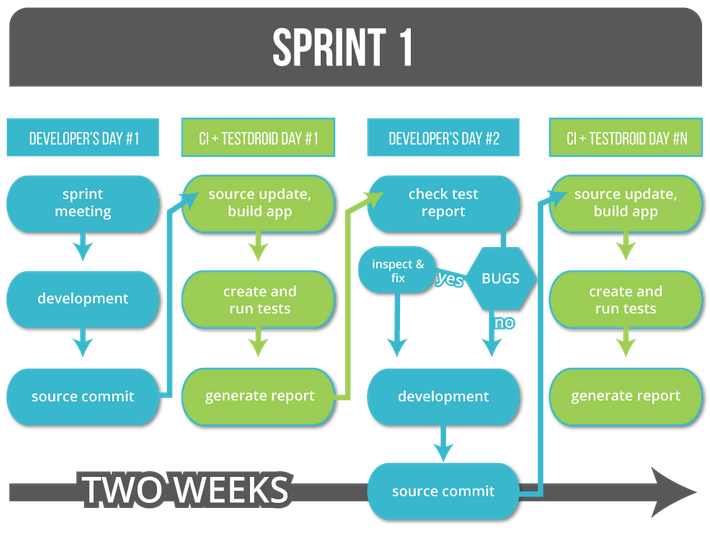 SPRINT 1
DEVELOPER'S DAY #1
sprint
meeting
development
source commit
CI + TESTDROID DAY #1
source update,
build app
create and
run tests
generate report
DEVELOPER'S DAY #2
check test
report
BUGS
yes
inspect &
fix
no
development
source commit
CI + TESTDROID DAY #N
source update,
build app
create and
run tests
generate report
TWO WEEKS